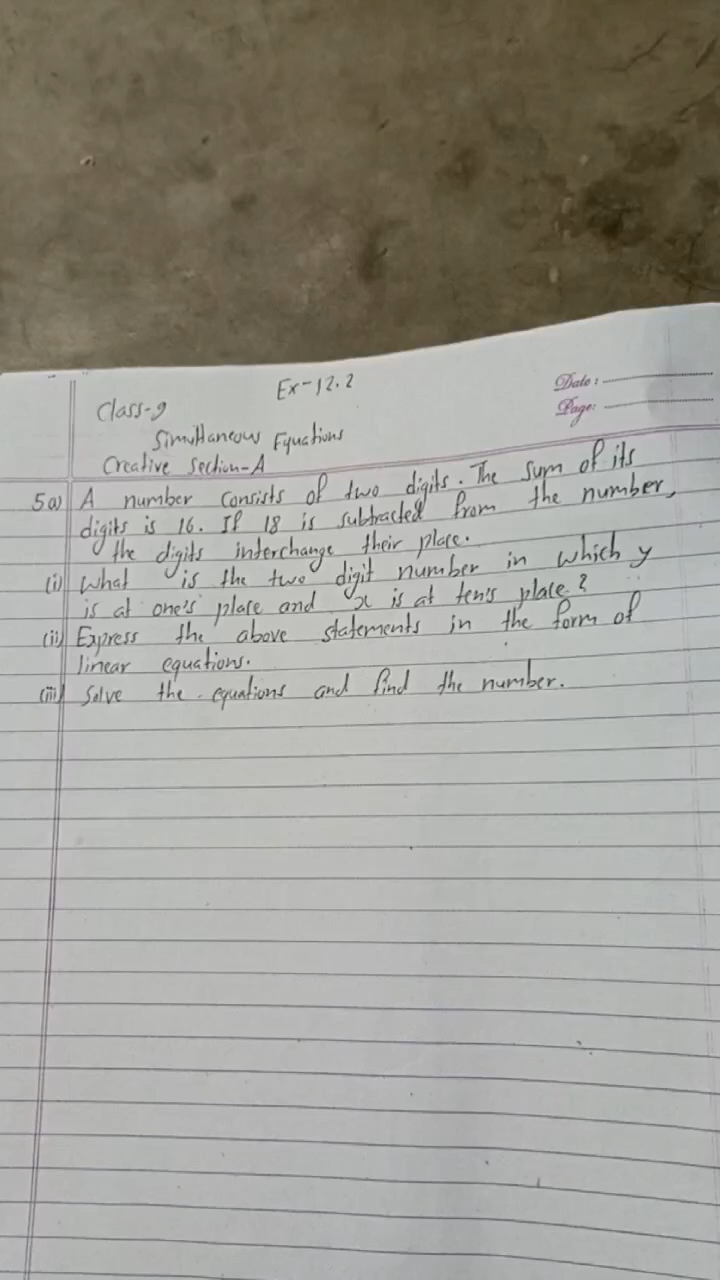 Ex-12.2
Date:
Class-9
Page:
Simultaneous Equations
Creative Section-A
5a) A number consists of two digits. The sum of its
digits is 16. If 18 is subtracted from the number,
the digits interchange their place.
(i) What is the two digit number in which y
is at one's place and x is at ten's place?
(ii) Express the above statements in the form of
linear equations.
(iii) Solve the equations and find the number.